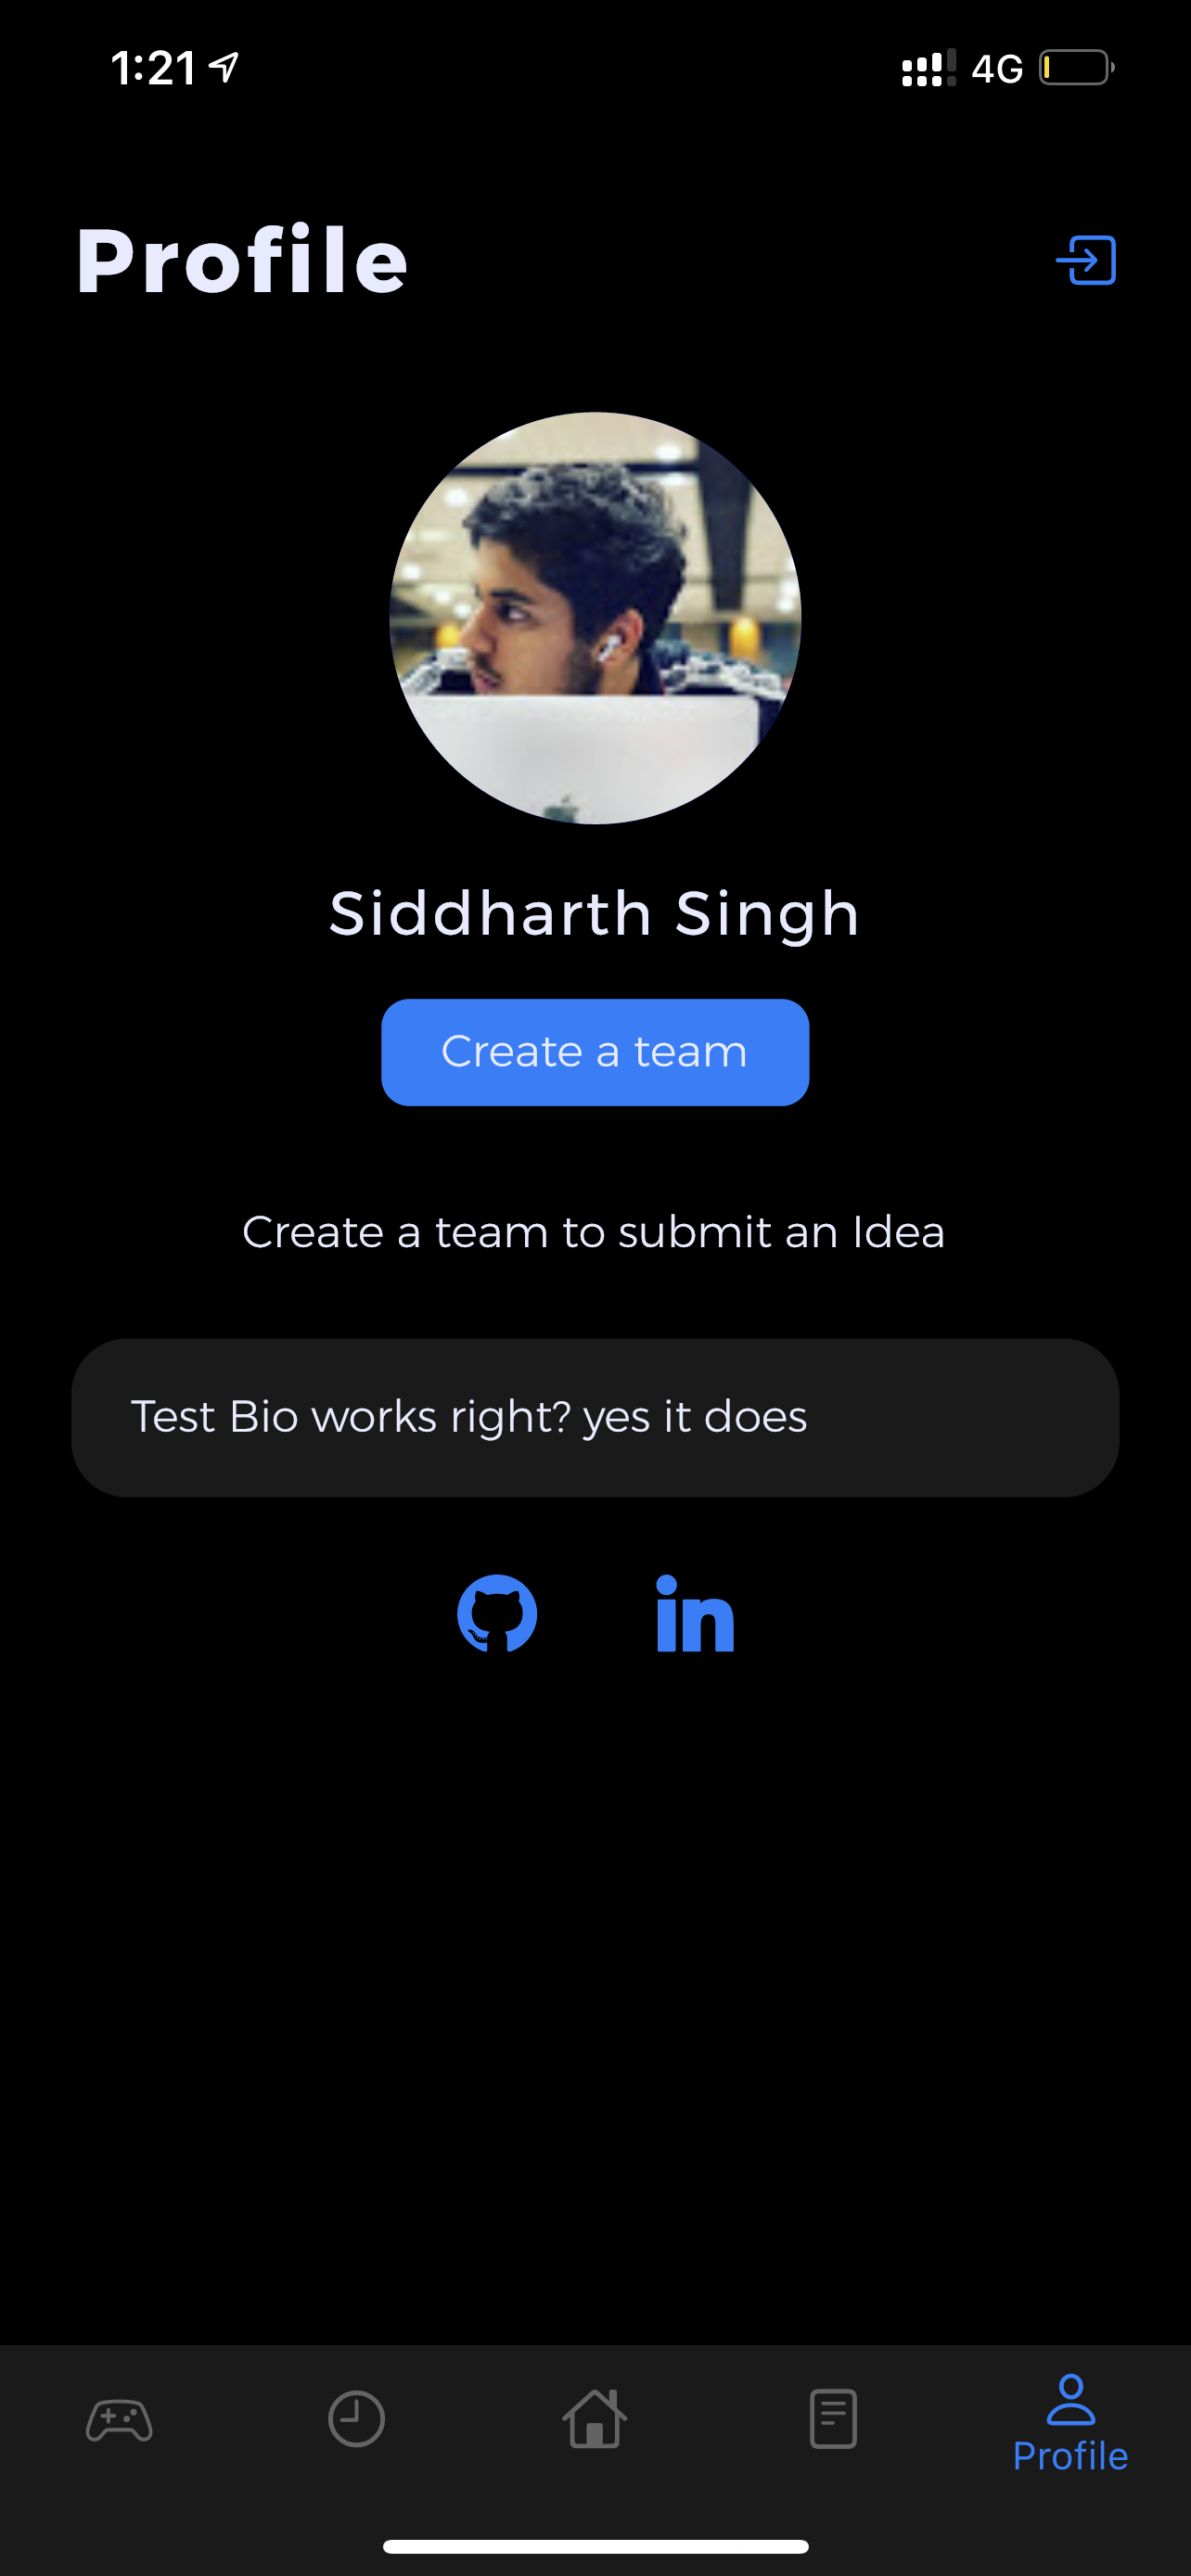 1:21
4G
Profile
Siddharth Singh
Create a team
Create a team to submit an Idea
Test Bio works right? yes it does
in
Profile